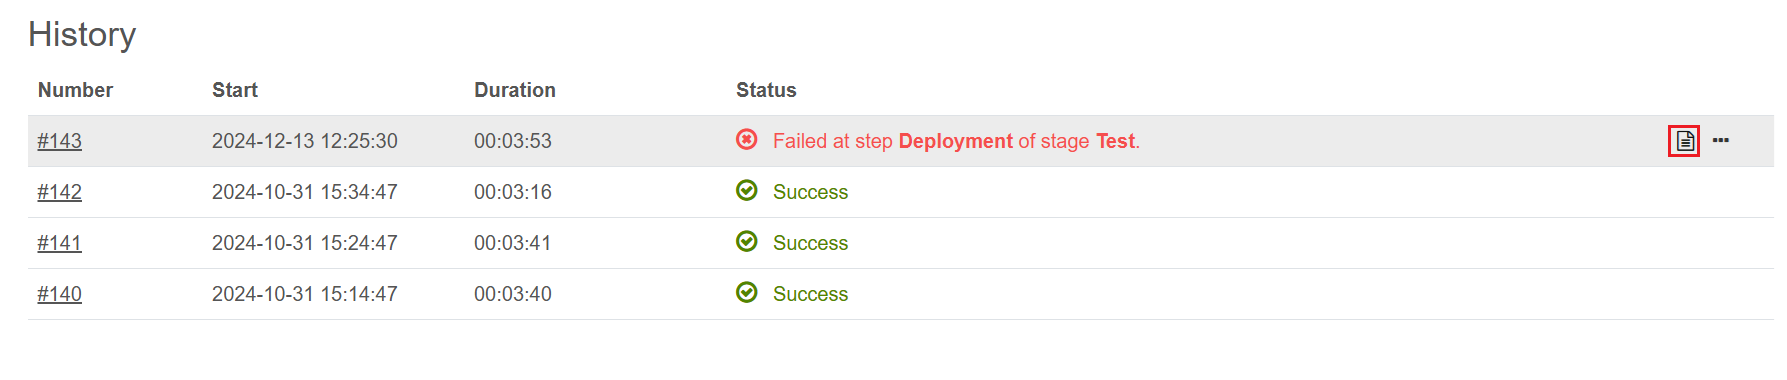 History
Number Start Duration Status
#143 2024-12-13 12:25:30 00:03:53 Failed at step Deployment of stage Test.
#142 2024-10-31 15:34:47 00:03:16 Success
#141 2024-10-31 15:24:47 00:03:41 Success
#140 2024-10-31 15:14:47 00:03:40 Success